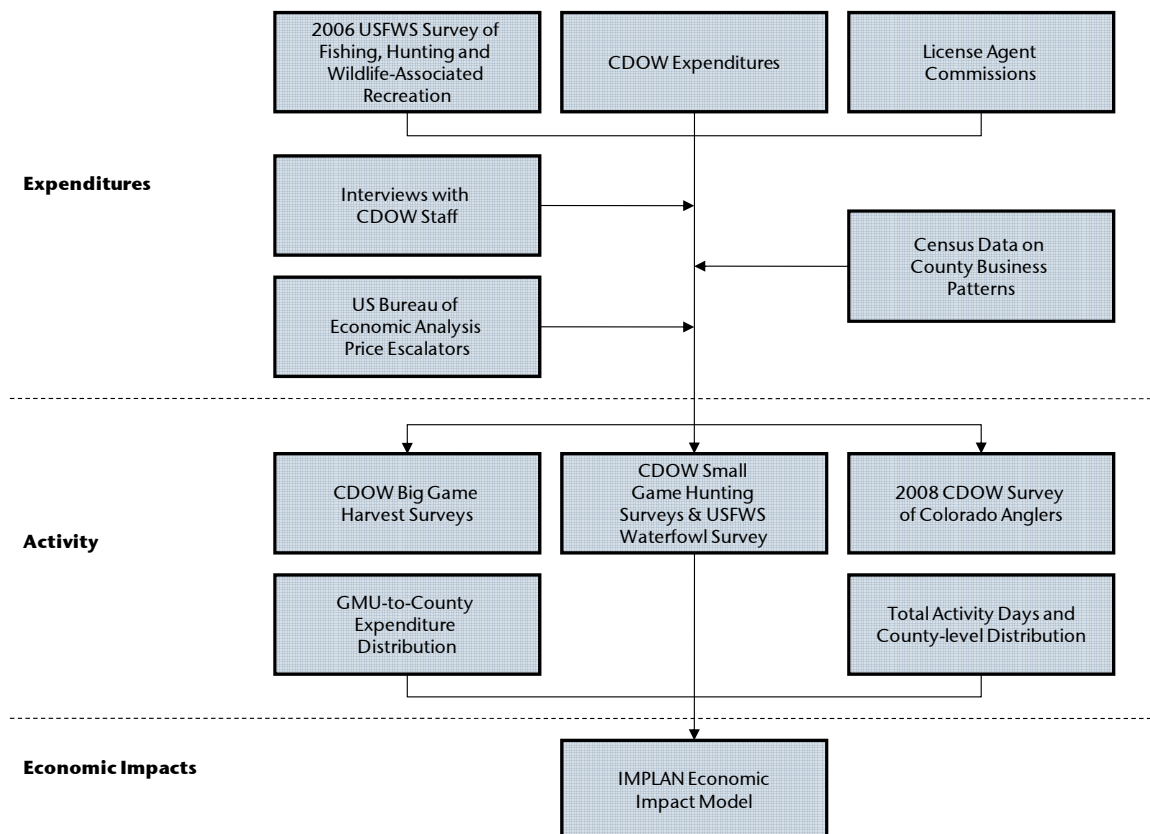 2006 USFWS Survey of
Fishing, Hunting and
Wildlife-Associated
Recreation
CDOW Expenditures
License Agent
Commissions
Expenditures
Interviews with
CDOW Staff
Census Data on
County Business
Patterns
US Bureau of
Economic Analysis
Price Escalators
Activity
CDOW Big Game
Harvest Surveys
CDOW Small
Game Hunting
Surveys & USFWS
Waterfowl Survey
2008 CDOW Survey
of Colorado Anglers
GMU-to-County
Expenditure
Distribution
Total Activity Days and
County-level Distribution
Economic Impacts
IMPLAN Economic
Impact Model